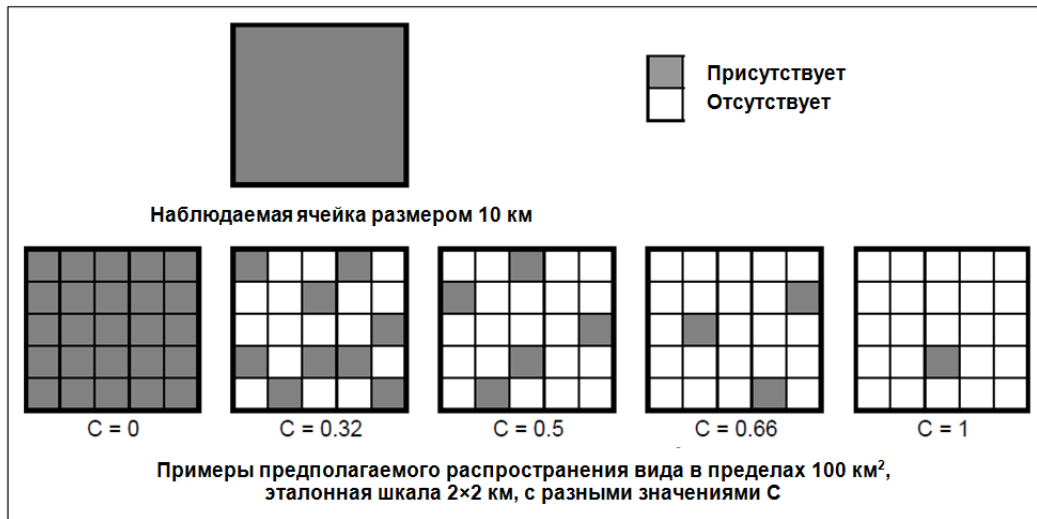 Присутствует
Отсутствует
Наблюдаемая ячейка размером 10 км
C = 0
C = 0.32
C = 0.5
C = 0.66
C = 1
Примеры предполагаемого распространения вида в пределах 100 км²,
эталонная шкала 2×2 км, с разными значениями C